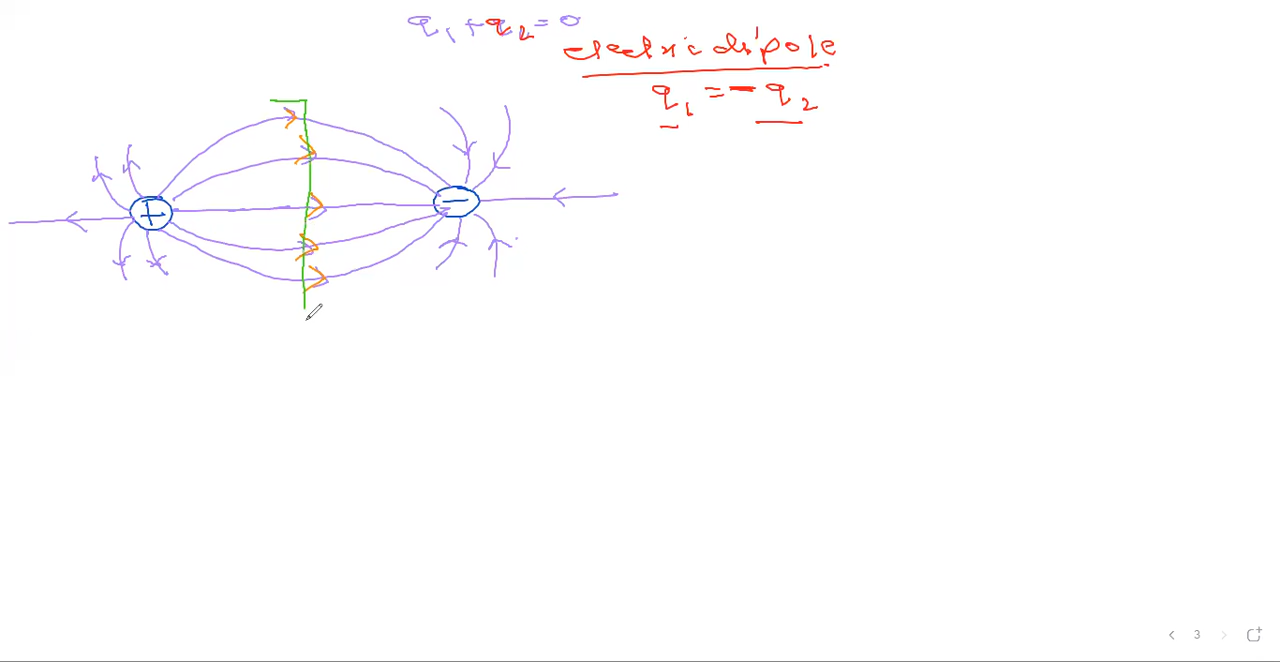 q₁ + q₂ = 0
electric dipole
q₁ = - q₂
+
−
3